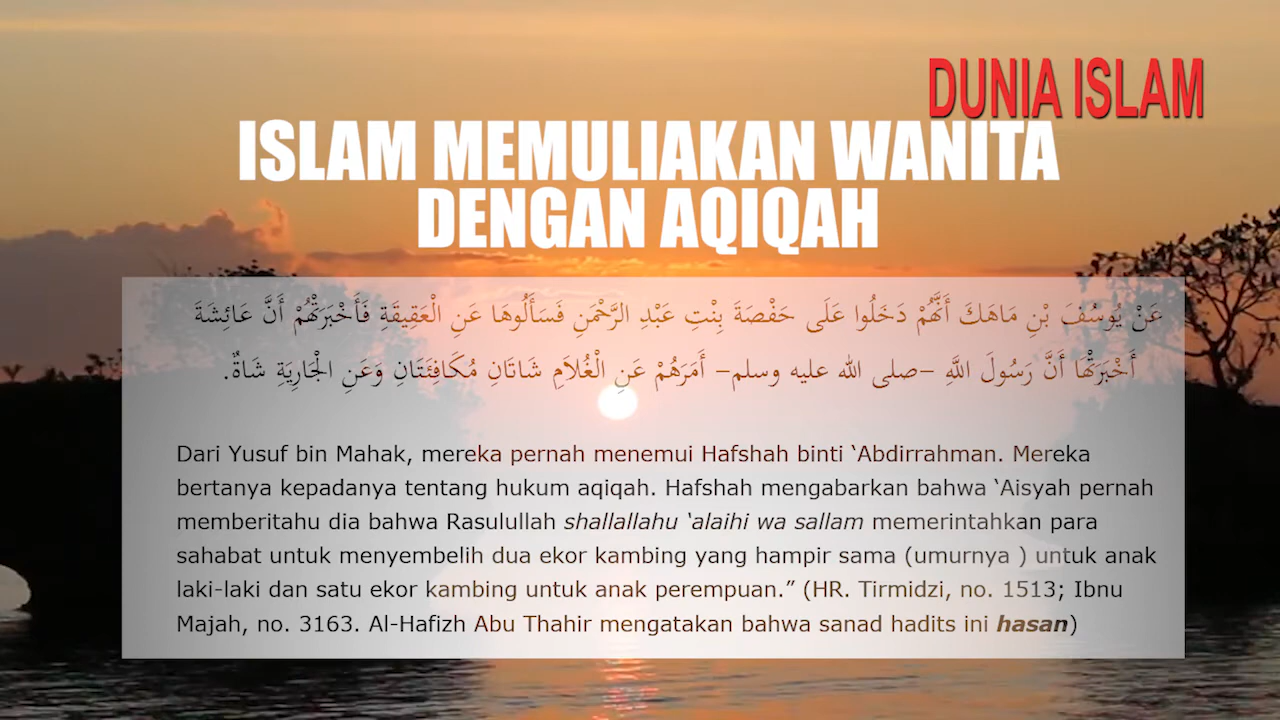 DUNIA ISLAM
ISLAM MEMULIAKAN WANITA
DENGAN AQIQAH
عَنْ يُوسُفَ بْنِ مَاهَكَ أَنَّهُمْ دَخَلُوا عَلَى حَفْصَةَ بِنْتِ عَبْدِ الرَّحْمَنِ فَسَأَلُوهَا عَنِ الْعَقِيقَةِ فَأَخْبَرَتْهُمْ أَنَّ عَائِشَةَ
أَخْبَرَتْهَا أَنَّ رَسُولَ اللَّهِ –صلى الله عليه وسلم– أَمَرَهُمْ عَنِ الْغُلاَمِ شَاتَانِ مُكَافِئَتَانِ وَعَنِ الْجَارِيَةِ شَاةٌ.
Dari Yusuf bin Mahak, mereka pernah menemui Hafshah binti ‘Abdirrahman. Mereka
bertanya kepadanya tentang hukum aqiqah. Hafshah mengabarkan bahwa ‘Aisyah pernah
memberitahu dia bahwa Rasulullah shallallahu ‘alaihi wa sallam memerintahkan para
sahabat untuk menyembelih dua ekor kambing yang hampir sama (umurnya ) untuk anak
laki-laki dan satu ekor kambing untuk anak perempuan.” (HR. Tirmidzi, no. 1513; Ibnu
Majah, no. 3163. Al-Hafizh Abu Thahir mengatakan bahwa sanad hadits ini hasan)